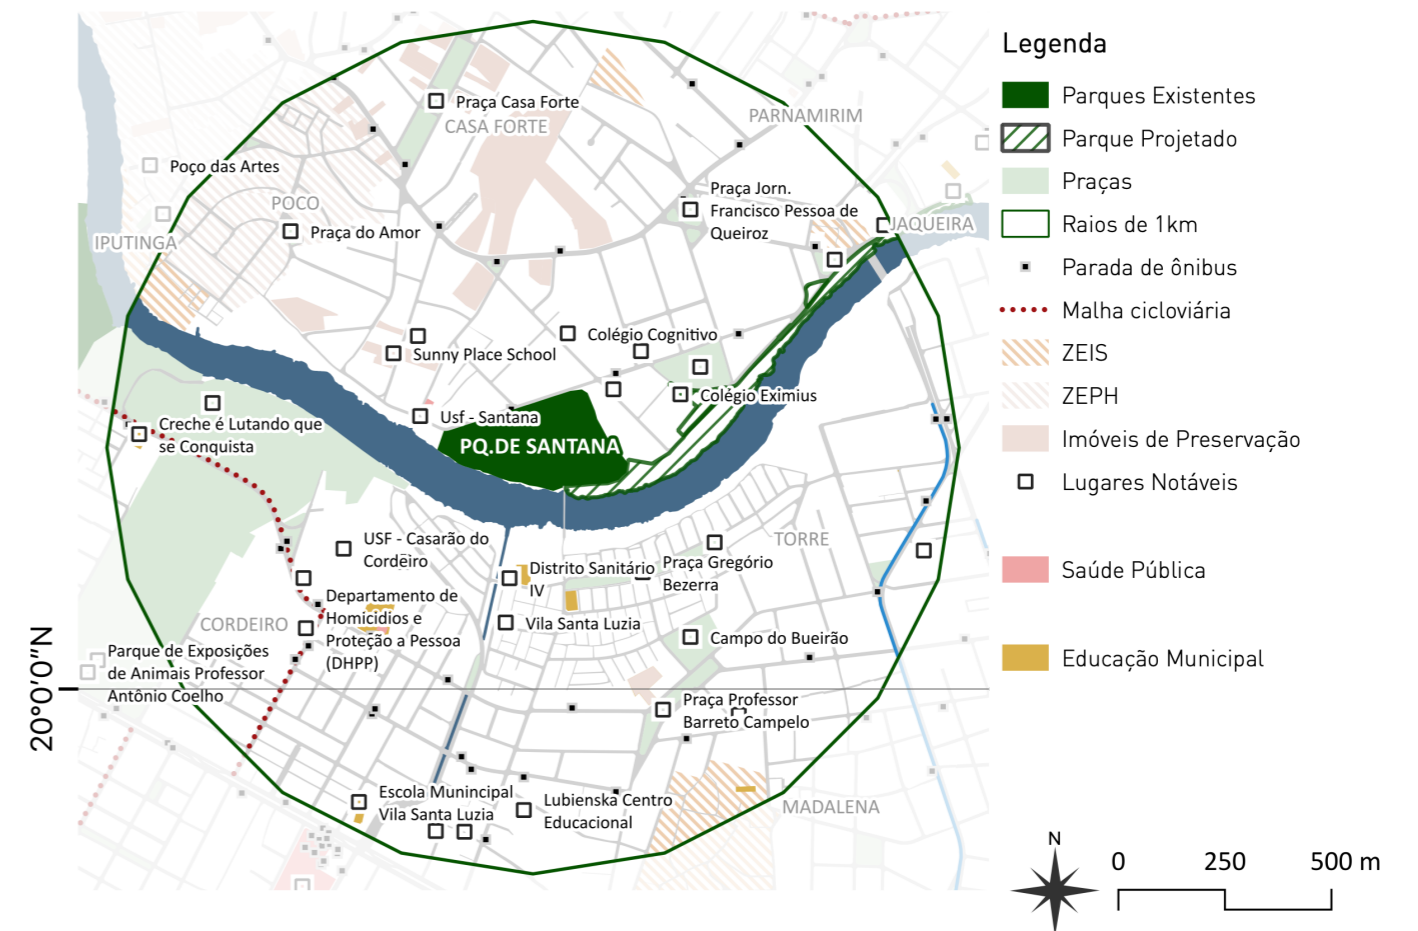 Praça Casa Forte
CASA FORTE
PARNAMIRIM
Poço das Artes
POCO
Praça do Amor
IPUTINGA
Praça Jorn.
Francisco Pessoa de
Queiroz
JAQUEIRA
Colégio Cognitivo
Sunny Place School
Colégio Eximius
Usf - Santana
PQ.DE SANTANA
Creche é Lutando que
se Conquista
USF - Casarão do
Cordeiro
TORRE
Distrito Sanitário
IV
Praça Gregório
Bezerra
Departamento de
Homicidios e
Proteção a Pessoa
(DHPP)
CORDEIRO
Vila Santa Luzia
Campo do Bueirão
Parque de Exposições
de Animais Professor
Antônio Coelho
Praça Professor
Barreto Campelo
Escola Munincipal
Vila Santa Luzia
Lubienska Centro
Educacional
MADALENA
20°0'0"N
Legenda
Parques Existentes
Parque Projetado
Praças
Raios de 1km
Parada de ônibus
Malha cicloviária
ZEIS
ZEPH
Imóveis de Preservação
Lugares Notáveis
Saúde Pública
Educação Municipal
N
0 250 500 m